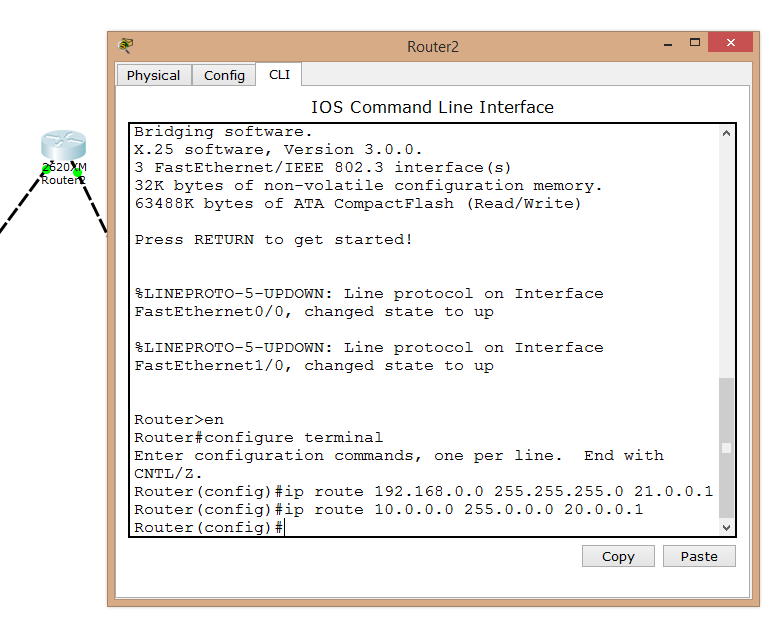 Router2
Physical
Config
CLI
IOS Command Line Interface
Bridging software.
X.25 software, Version 3.0.0.
3 FastEthernet/IEEE 802.3 interface(s)
32K bytes of non-volatile configuration memory.
63488K bytes of ATA CompactFlash (Read/Write)
Press RETURN to get started!
%LINEPROTO-5-UPDOWN: Line protocol on Interface
FastEthernet0/0, changed state to up
%LINEPROTO-5-UPDOWN: Line protocol on Interface
FastEthernet1/0, changed state to up
Router>en
Router#configure terminal
Enter configuration commands, one per line.  End with
CNTL/Z.
Router(config)#ip route 192.168.0.0 255.255.255.0 21.0.0.1
Router(config)#ip route 10.0.0.0 255.0.0.0 20.0.0.1
Router(config)#
Copy
Paste
2620XM
Router2